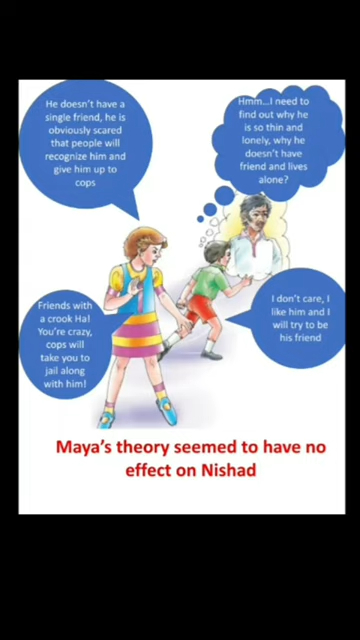 He doesn't have a
single friend, he is
obviously scared
that people will
recognize him and
give him up to
cops
Hmm...I need to
find out why he
is so thin and
lonely, why he
doesn't have
friend and lives
alone?
Friends with
a crook Ha!
You're crazy,
cops will
take you to
jail along
with him!
I don't care, I
like him and I
will try to be
his friend
Maya's theory seemed to have no
effect on Nishad